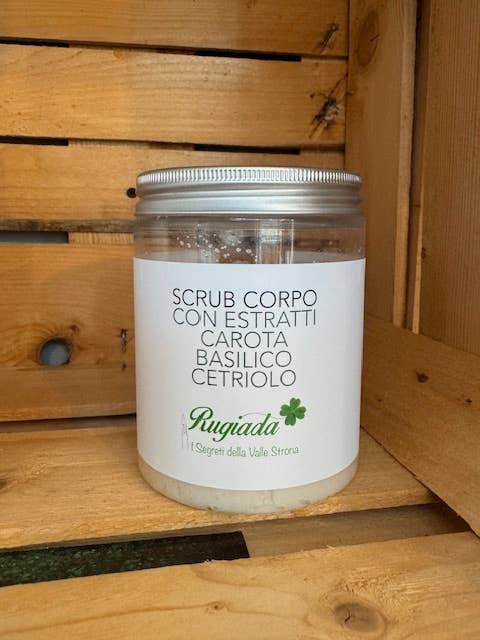 SCRUB CORPO
CON ESTRATTI
CAROTA
BASILICO
CETRIOLO
Rugiada
I Segreti della Valle Strona